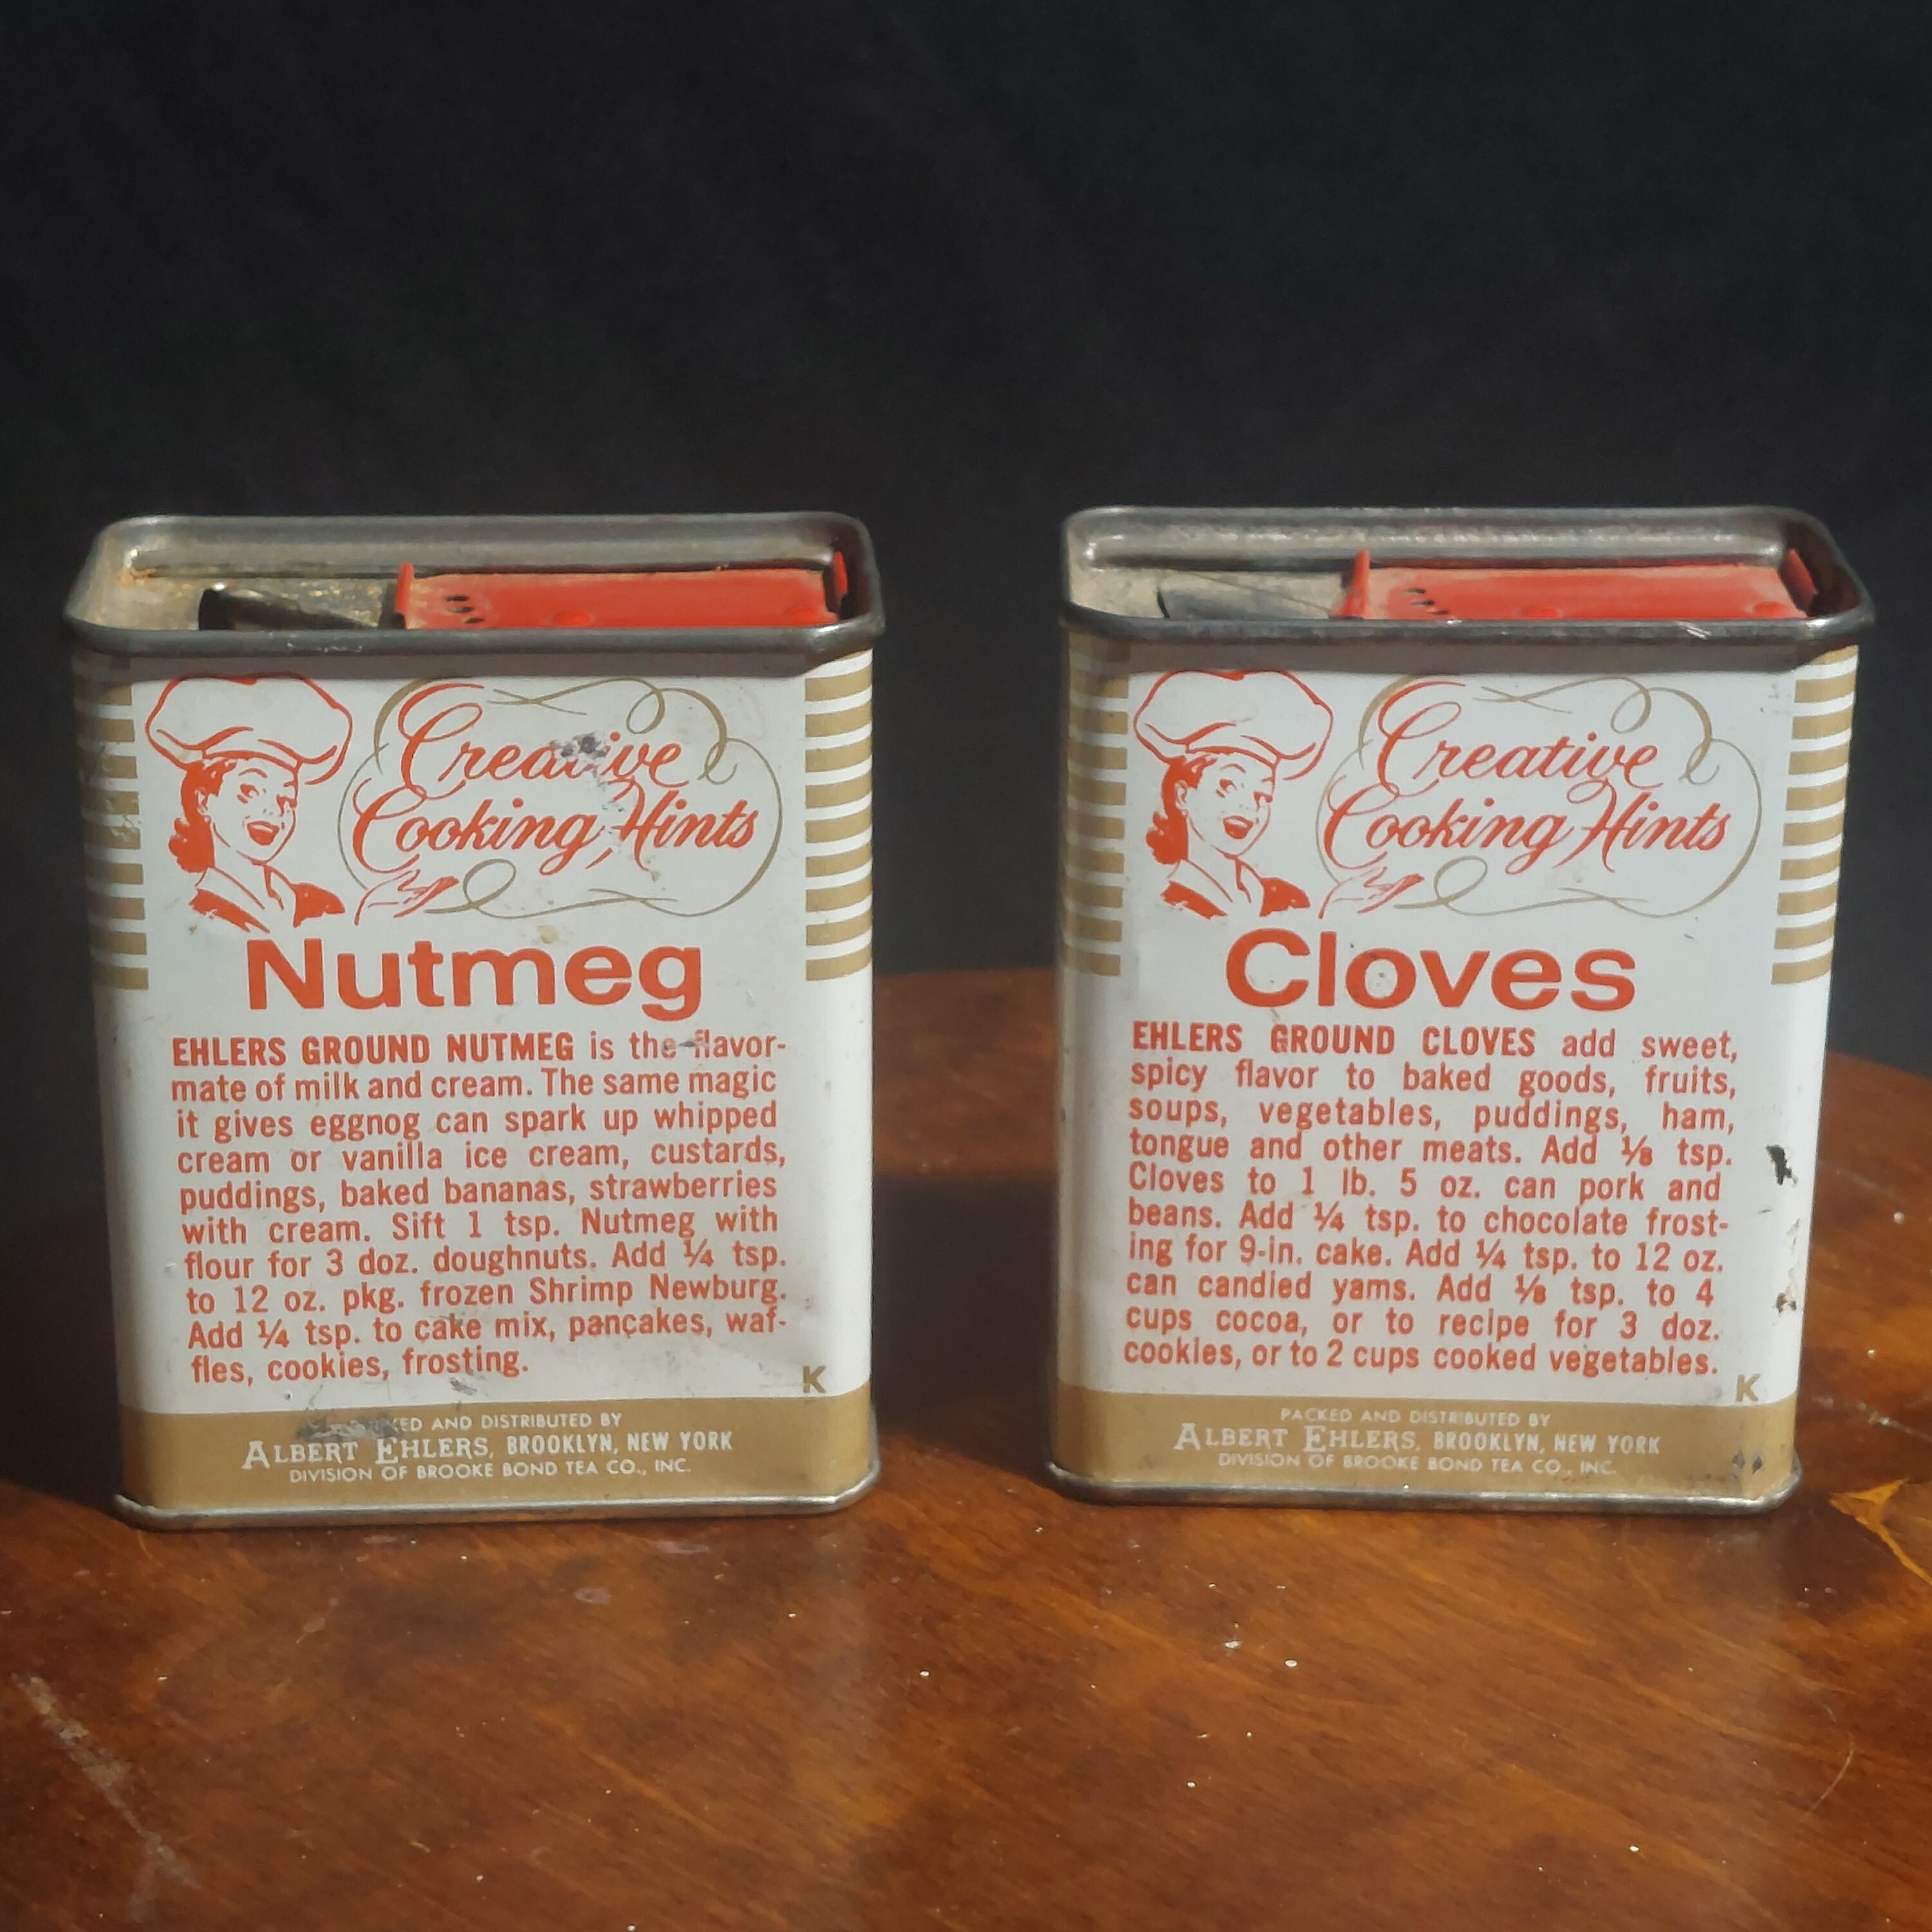 Creative
Cooking Hints
Nutmeg
EHLERS GROUND NUTMEG is the flavor-
mate of milk and cream. The same magic
it gives eggnog can spark up whipped
cream or vanilla ice cream, custards,
puddings, baked bananas, strawberries
with cream. Sift 1 tsp. Nutmeg with
flour for 3 doz. doughnuts. Add ¼ tsp.
to 12 oz. pkg. frozen Shrimp Newburg.
Add ¼ tsp. to cake mix, pancakes, waf-
fles, cookies, frosting.
K
AND DISTRIBUTED BY
ALBERT EHLERS, BROOKLYN, NEW YORK
DIVISION OF BROOKE BOND TEA CO., INC.
Creative
Cooking Hints
Cloves
EHLERS GROUND CLOVES add sweet,
spicy flavor to baked goods, fruits,
soups, vegetables, puddings, ham,
tongue and other meats. Add ⅛ tsp.
Cloves to 1 lb. 5 oz. can pork and
beans. Add ¼ tsp. to chocolate frost-
ing for 9-in. cake. Add ¼ tsp. to 12 oz.
can candied yams. Add ⅛ tsp. to 4
cups cocoa, or to recipe for 3 doz.
cookies, or to 2 cups cooked vegetables.
K
PACKED AND DISTRIBUTED BY
ALBERT EHLERS, BROOKLYN, NEW YORK
DIVISION OF BROOKE BOND TEA CO., INC.